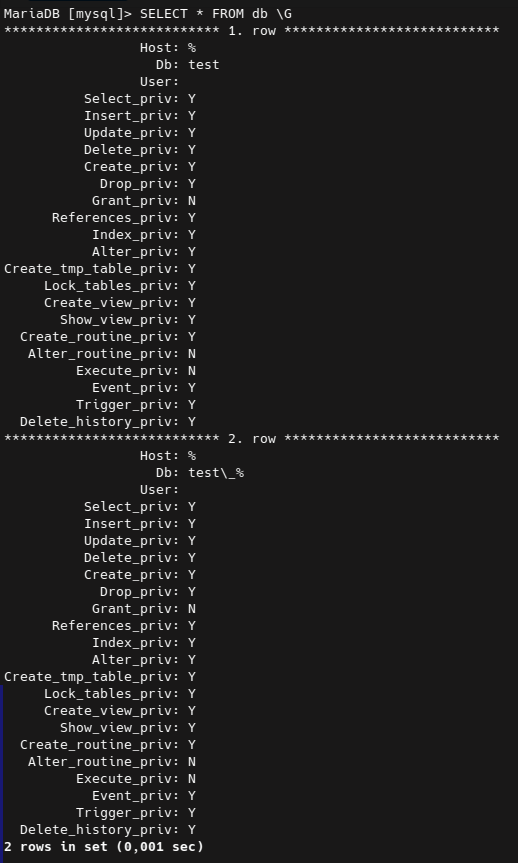 MariaDB [mysql]> SELECT * FROM db \G
*************************** 1. row ***************************
Host: %
Db: test
User:
Select_priv: Y
Insert_priv: Y
Update_priv: Y
Delete_priv: Y
Create_priv: Y
Drop_priv: Y
Grant_priv: N
References_priv: Y
Index_priv: Y
Alter_priv: Y
Create_tmp_table_priv: Y
Lock_tables_priv: Y
Create_view_priv: Y
Show_view_priv: Y
Create_routine_priv: Y
Alter_routine_priv: N
Execute_priv: N
Event_priv: Y
Trigger_priv: Y
Delete_history_priv: Y
*************************** 2. row ***************************
Host: %
Db: test\_%
User:
Select_priv: Y
Insert_priv: Y
Update_priv: Y
Delete_priv: Y
Create_priv: Y
Drop_priv: Y
Grant_priv: N
References_priv: Y
Index_priv: Y
Alter_priv: Y
Create_tmp_table_priv: Y
Lock_tables_priv: Y
Create_view_priv: Y
Show_view_priv: Y
Create_routine_priv: Y
Alter_routine_priv: N
Execute_priv: N
Event_priv: Y
Trigger_priv: Y
Delete_history_priv: Y
2 rows in set (0,001 sec)